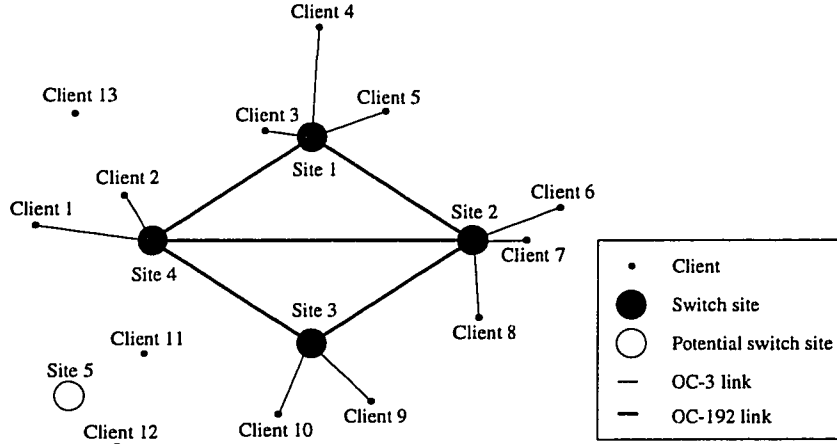 Client 4
Client 13
Client 3
Client 5
Site 1
Client 2
Client 1
Client 6
Site 2
Client 7
Site 4
Site 3
Client 8
Client 11
Site 5
Client 12
Client 10
Client 9
Client
Switch site
Potential switch site
OC-3 link
OC-192 link